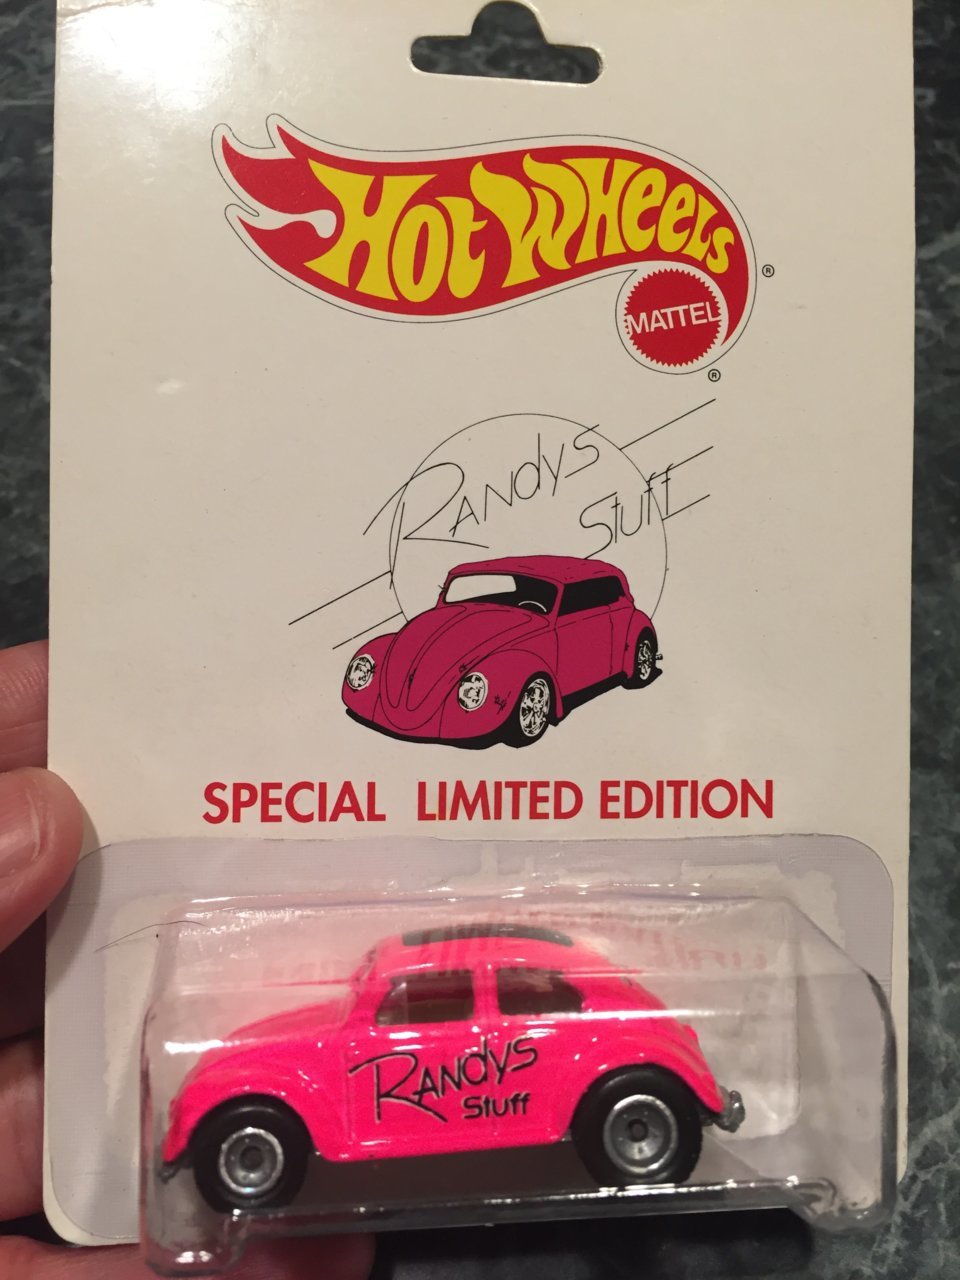 Hot Wheels
®
MATTEL
®
Randys
Stuff
SPECIAL LIMITED EDITION
Randys
Stuff